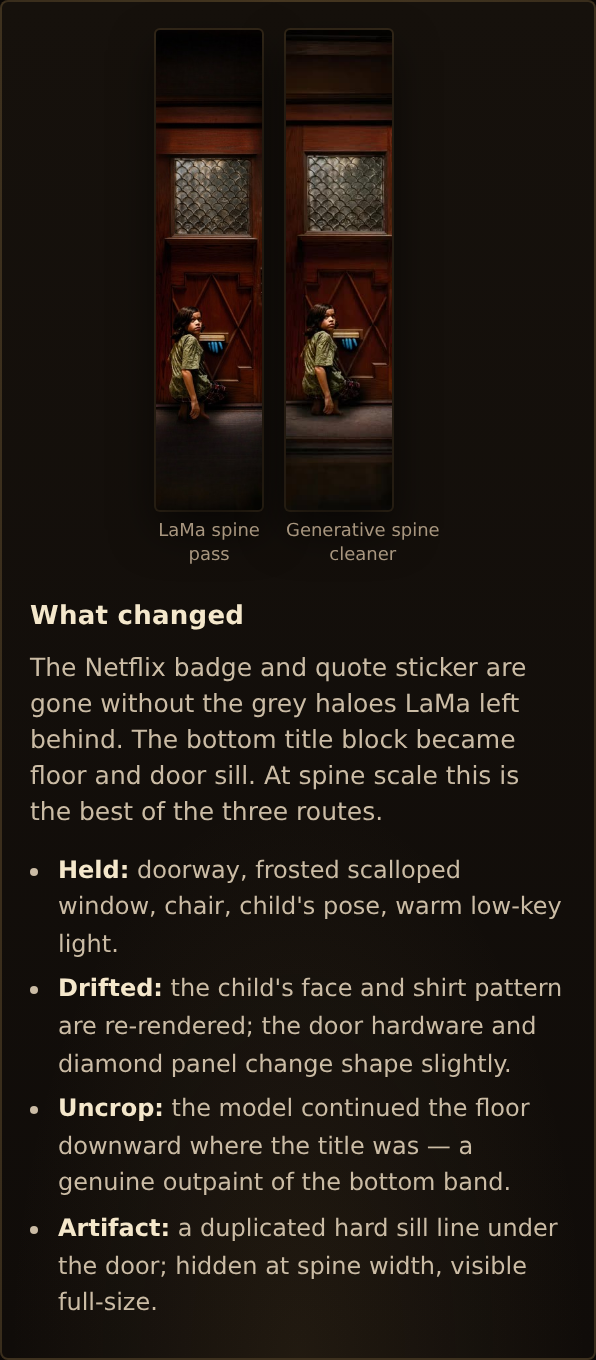 LaMa spine
pass
Generative spine
cleaner
What changed
The Netflix badge and quote sticker are
gone without the grey haloes LaMa left
behind. The bottom title block became
floor and door sill. At spine scale this is
the best of the three routes.
• Held: doorway, frosted scalloped
window, chair, child's pose, warm low-key
light.
• Drifted: the child's face and shirt pattern
are re-rendered; the door hardware and
diamond panel change shape slightly.
• Uncrop: the model continued the floor
downward where the title was — a
genuine outpaint of the bottom band.
• Artifact: a duplicated hard sill line under
the door; hidden at spine width, visible
full-size.